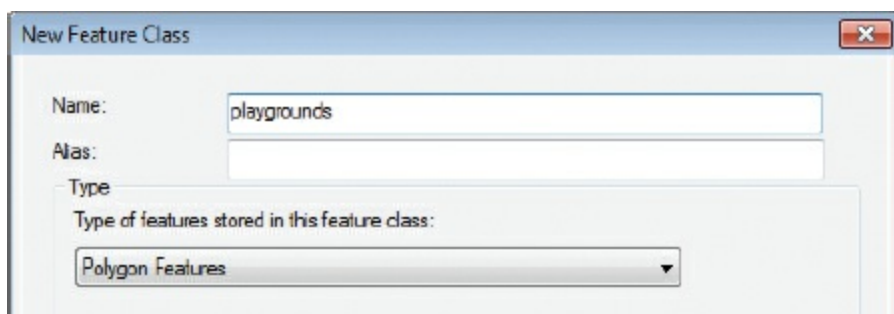 New Feature Class
Name:
playgrounds
Alias:
Type
Type of features stored in this feature class:
Polygon Features